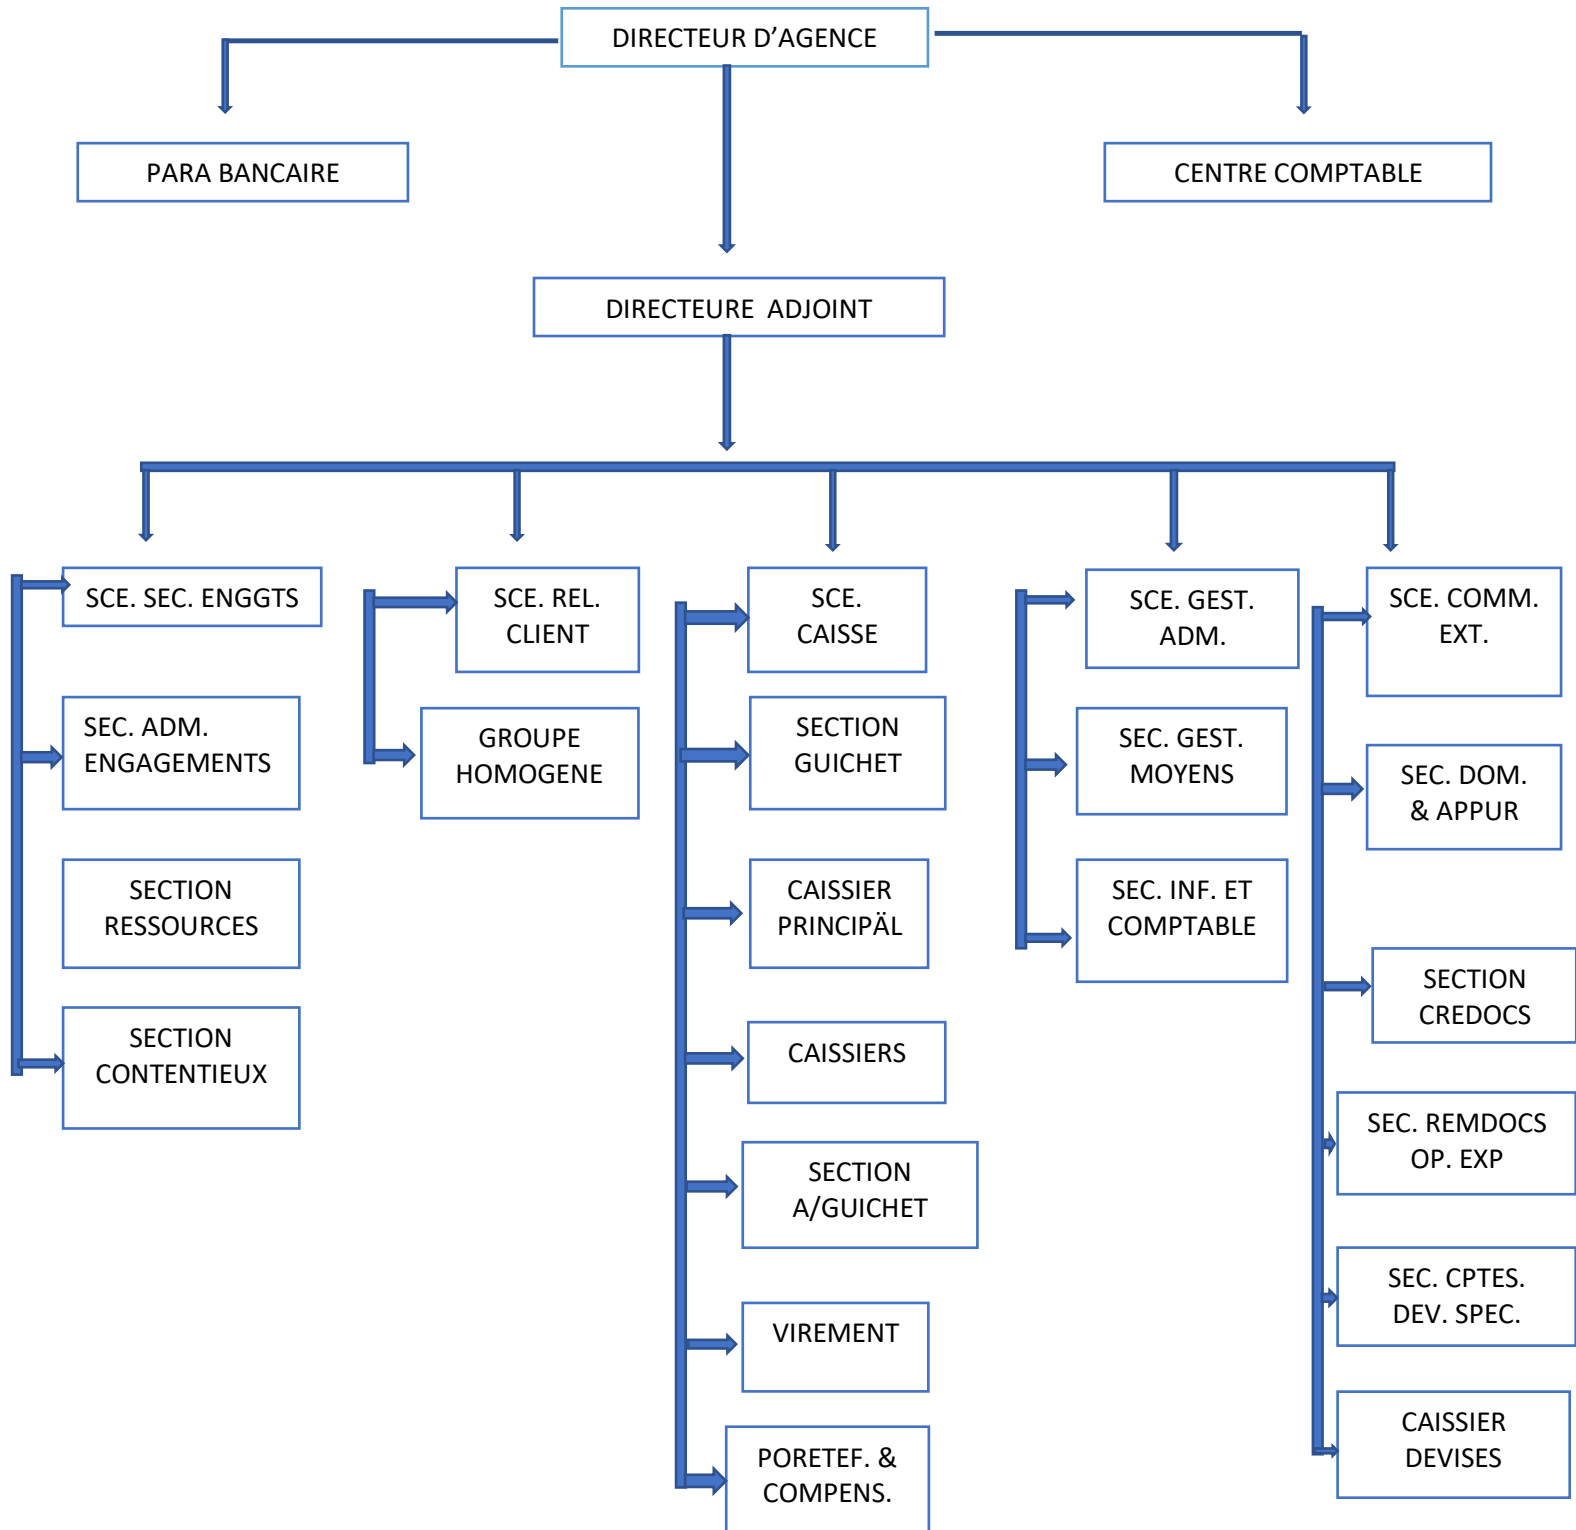 DIRECTEUR D’AGENCE
PARA BANCAIRE
CENTRE COMPTABLE
DIRECTEURE ADJOINT
SCE. SEC. ENGGTS
SEC. ADM.
ENGAGEMENTS
SECTION
RESSOURCES
SECTION
CONTENTIEUX
SCE. REL.
CLIENT
GROUPE
HOMOGENE
SCE.
CAISSE
SECTION
GUICHET
CAISSIER
PRINCIPÄL
CAISSIERS
SECTION
A/GUICHET
VIREMENT
PORETEF. &
COMPENS.
SCE. GEST.
ADM.
SEC. GEST.
MOYENS
SEC. INF. ET
COMPTABLE
SCE. COMM.
EXT.
SEC. DOM.
& APPUR
SECTION
CREDOCS
SEC. REMDOCS
OP. EXP
SEC. CPTES.
DEV. SPEC.
CAISSIER
DEVISES